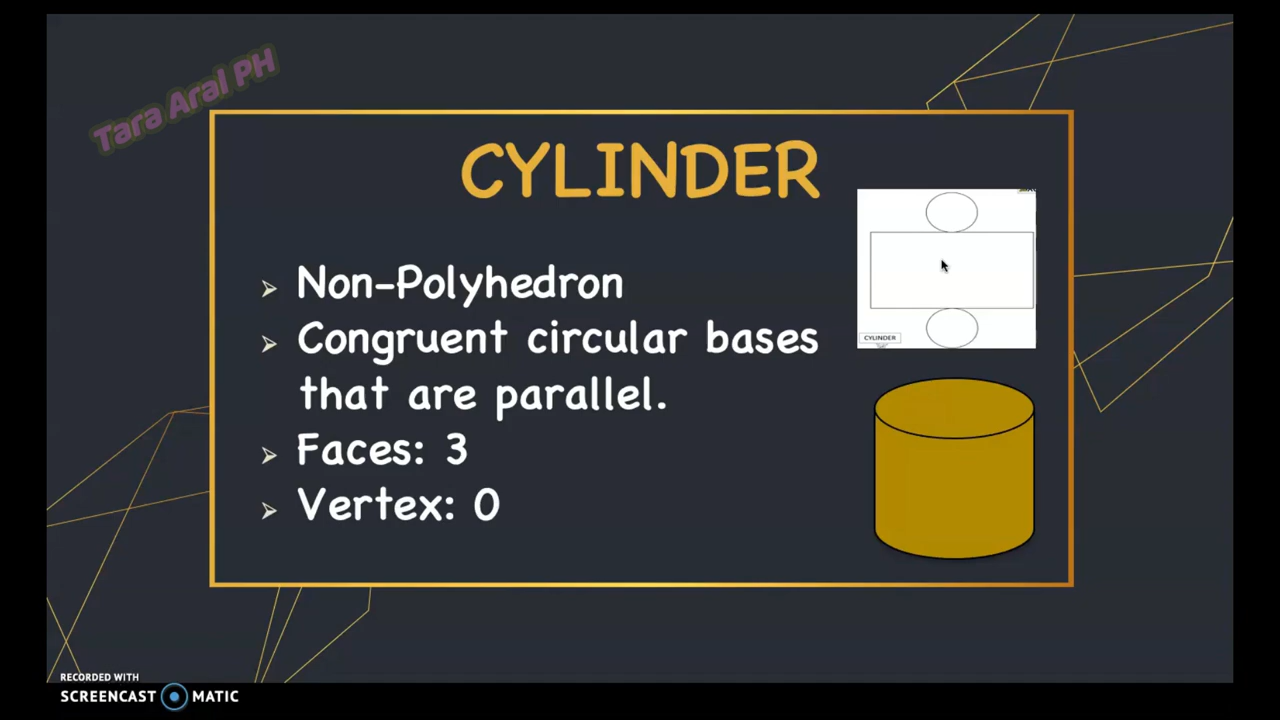 Tara Aral PH
CYLINDER
➢ Non-Polyhedron
➢ Congruent circular bases
that are parallel.
➢ Faces: 3
➢ Vertex: 0
CYLINDER
RECORDED WITH
SCREENCAST MATIC